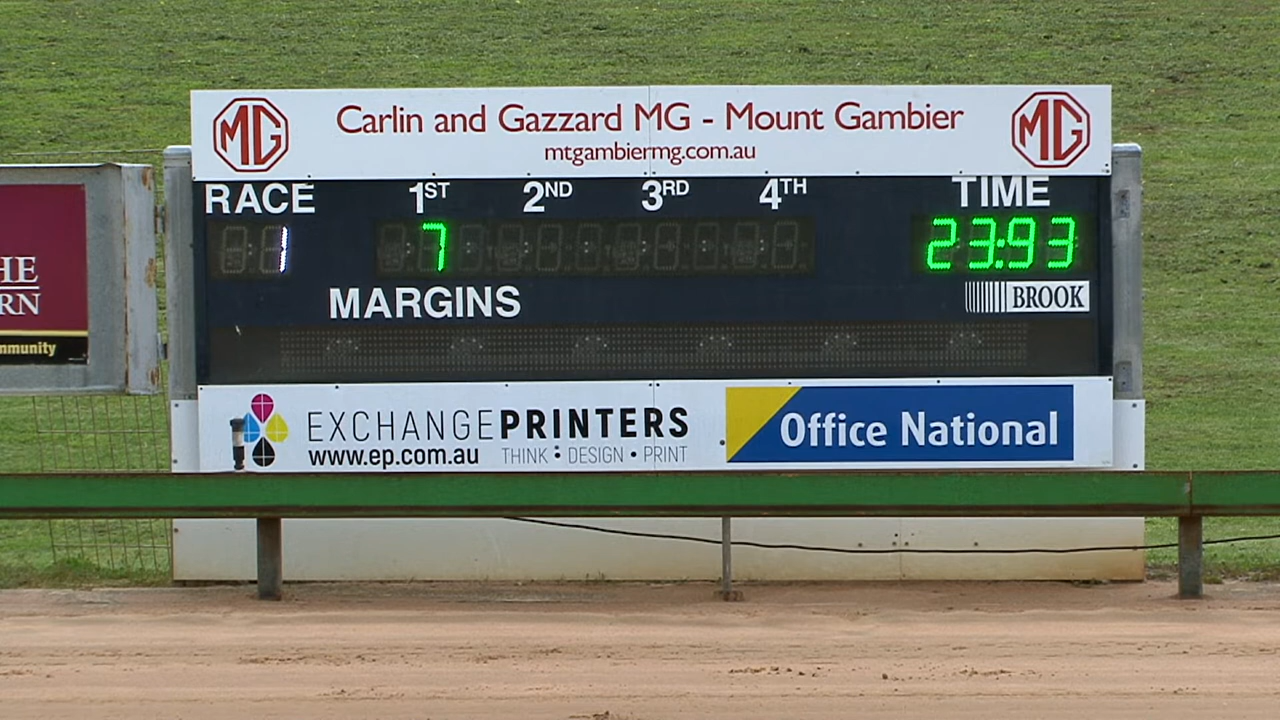 MG Carlin and Gazzard MG - Mount Gambier MG
mtgambiermg.com.au
RACE 1ST 2ND 3RD 4TH TIME
1 7 23:93
MARGINS BROOK
HE
RN
mmunity
EXCHANGEPRINTERS
www.ep.com.au THINK : DESIGN • PRINT
Office National